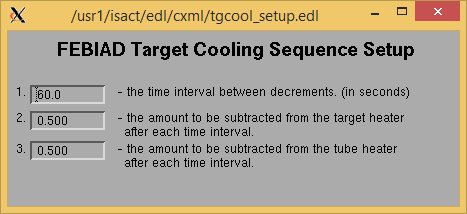 /usr1/isact/edl/cxml/tgcool_setup.edl
FEBIAD Target Cooling Sequence Setup
1. 60.0 - the time interval between decrements. (in seconds)
2. 0.500 - the amount to be subtracted from the target heater
after each time interval.
3. 0.500 - the amount to be subtracted from the tube heater
after each time interval.